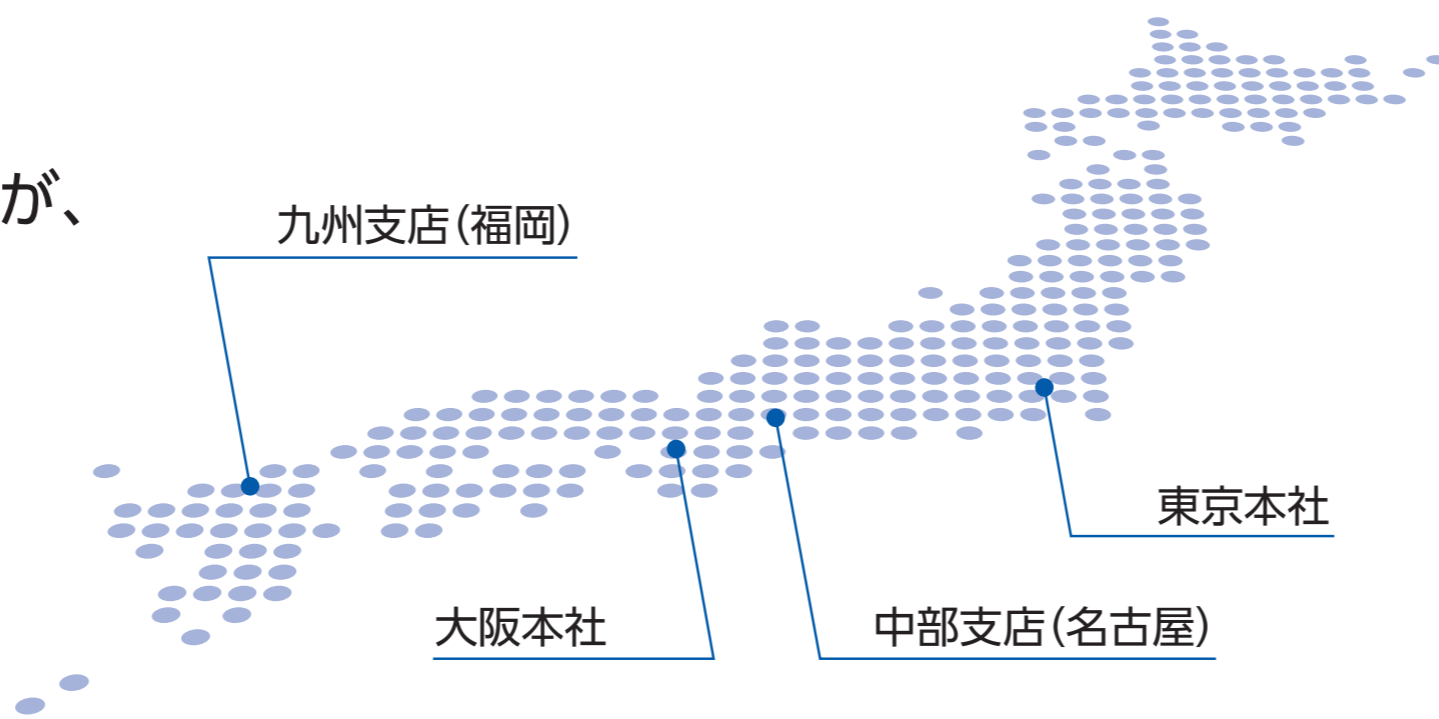 が、
九州支店(福岡)
東京本社
大阪本社
中部支店(名古屋)